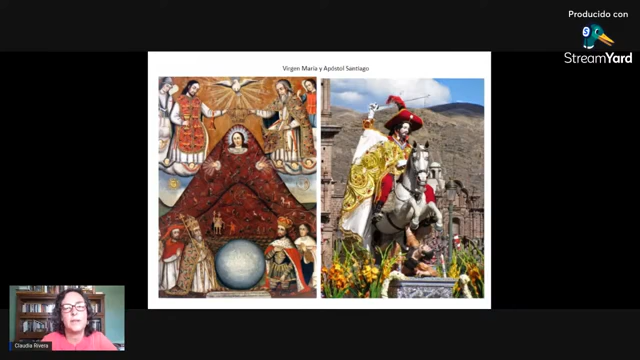 Producido con
StreamYard
Virgen María y Apóstol Santiago
Claudia Rivera